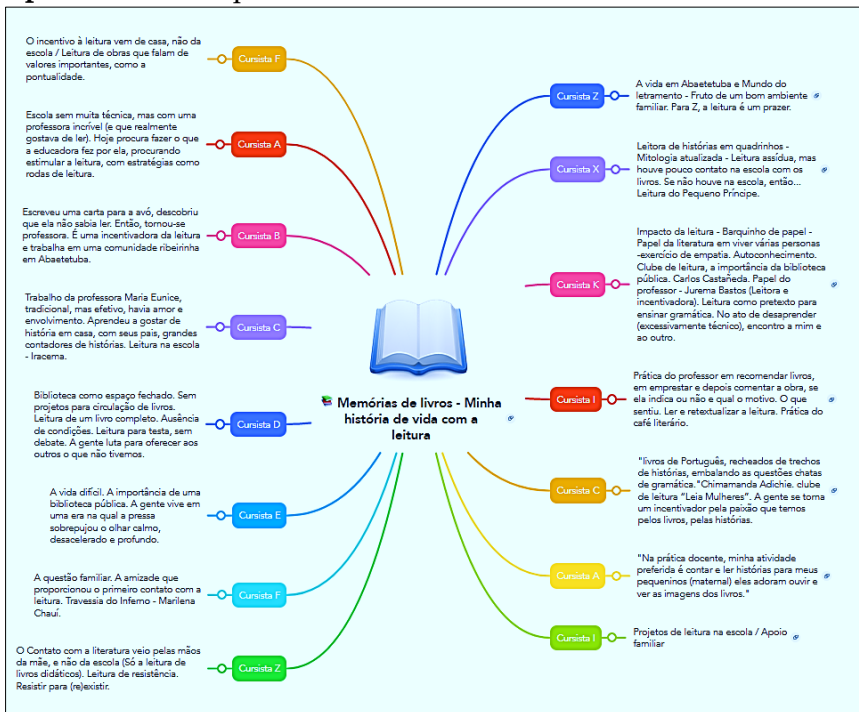 O incentivo à leitura vem de casa, não da
escola / Leitura de obras que falam de
valores importantes, como a
pontualidade.
Cursista F
Escola sem muita técnica, mas com uma
professora incrível (e que realmente
gostava de ler). Hoje procura fazer o que
a educadora fez por ela, procurando
estimular a leitura, com estratégias como
rodas de leitura.
Cursista A
Escreveu uma carta para a avó, descobriu
que ela não sabia ler. Então, tornou-se
professora. É uma incentivadora da leitura
e trabalha em uma comunidade ribeirinha
em Abaetetuba.
Cursista B
Trabalho da professora Maria Eunice,
tradicional, mas efetivo, havia amor e
envolvimento. Aprendeu a gostar de
história em casa, com seus pais, grandes
contadores de histórias. Leitura na escola
- Iracema.
Cursista C
Biblioteca como espaço fechado. Sem
projetos para circulação de livros.
Leitura de um livro completo. Ausência
de condições. Leitura para testa, sem
debate. A gente luta para oferecer aos
outros o que não tivemos.
Cursista D
A vida difícil. A importância de uma
biblioteca pública. A gente vive em
uma era na qual a pressa
sobrepujou o olhar calmo,
desacelerado e profundo.
Cursista E
A questão familiar. A amizade que
proporcionou o primeiro contato com a
leitura. Travessia do Inferno - Marilena
Chauí.
Cursista F
O Contato com a literatura veio pelas mãos
da mãe, e não da escola (Só a leitura de
livros didáticos). Leitura de resistência.
Resistir para (re)existir.
Cursista Z
Memórias de livros - Minha
história de vida com a
leitura
Cursista Z
A vida em Abaetetuba e Mundo do
letramento - Fruto de um bom ambiente
familiar. Para Z, a leitura é um prazer.
Cursista X
Leitora de histórias em quadrinhos -
Mitologia atualizada - Leitura assídua, mas
houve pouco contato na escola com os
livros. Se não houve na escola, então...
Leitura do Pequeno Príncipe.
Cursista K
Impacto da leitura - Barquinho de papel -
Papel da literatura em viver várias personas
-exercício de empatia. Autoconhecimento.
Clube de leitura, a importância da biblioteca
pública. Carlos Castañeda. Papel do
professor - Jurema Bastos (Leitora e
incentivadora). Leitura como pretexto para
ensinar gramática. No ato de desaprender
(excessivamente técnico), encontro a mim e
ao outro.
Cursista I
Prática do professor em recomendar livros,
em emprestar e depois comentar a obra, se
ela indica ou não e qual o motivo. O que
sentiu. Ler e retextualizar a leitura. Prática do
café literário.
Cursista C
"livros de Português, recheados de trechos
de histórias, embalando as questões chatas
de gramática."Chimamanda Adichie. clube
de leitura “Leia Mulheres”. A gente se torna
um incentivador pela paixão que temos
pelos livros, pelas histórias.
Cursista A
"Na prática docente, minha atividade
preferida é contar e ler histórias para meus
pequeninos (maternal) eles adoram ouvir e
ver as imagens dos livros."
Cursista I
Projetos de leitura na escola / Apoio
familiar